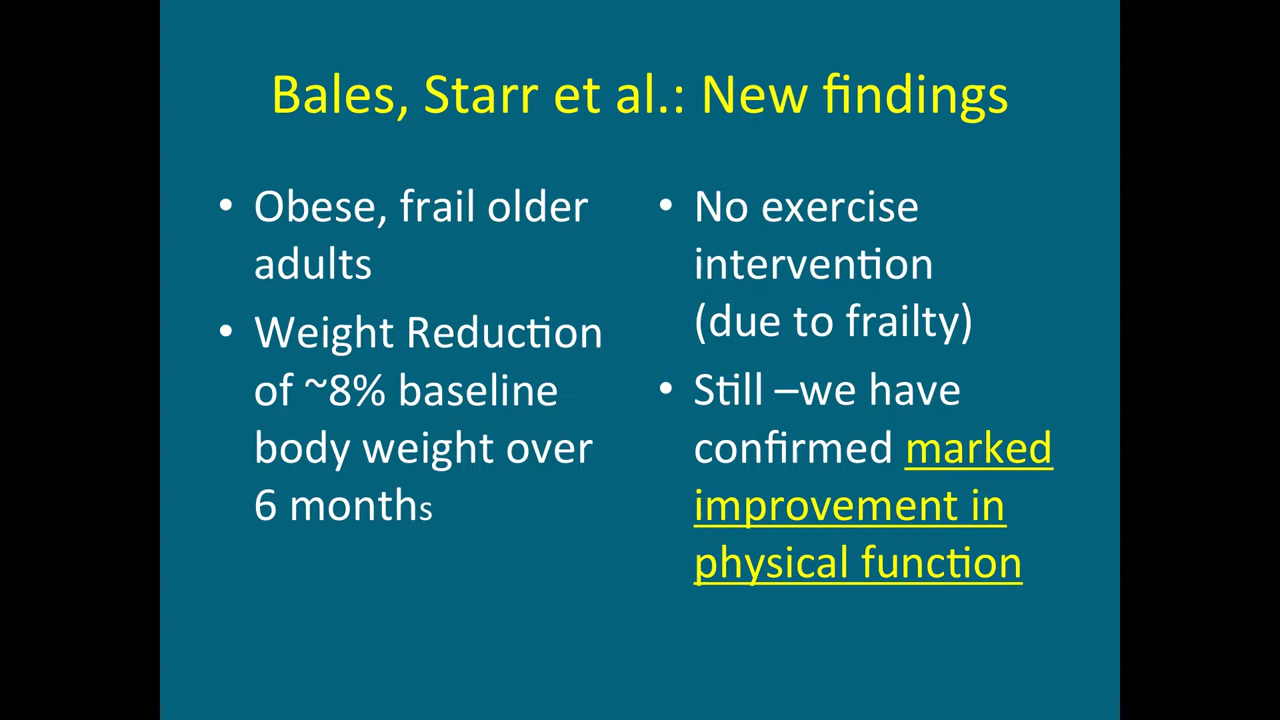 Bales, Starr et al.: New findings
• Obese, frail older
adults
• Weight Reduction
of ~8% baseline
body weight over
6 months
• No exercise
intervention
(due to frailty)
• Still –we have
confirmed marked
improvement in
physical function